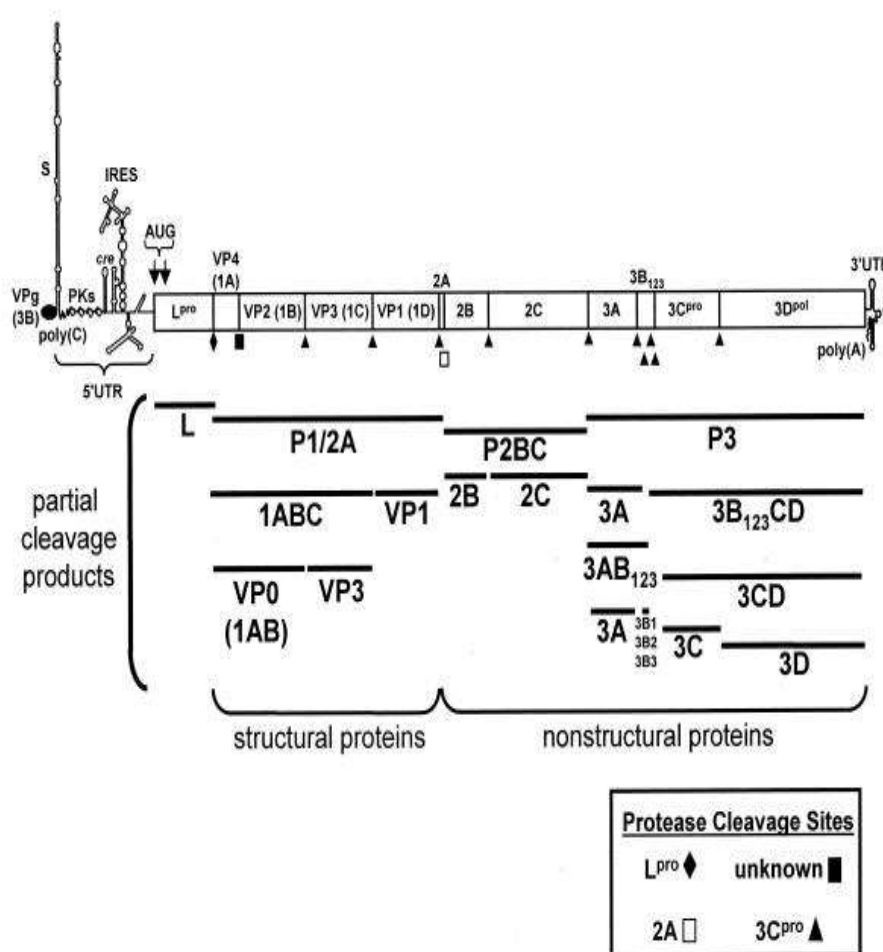 S
IRES
AUG
VP4
(1A)
cre
VPg
(3B)
PKs
poly(C)
5'UTR
2A
3B123
3'UTR
poly(A)
Lpro
VP2 (1B)
VP3 (1C)
VP1 (1D)
2B
2C
3A
3Cpro
3Dpol
partial
cleavage
products
L
P1/2A
P2BC
P3
1ABC
VP1
2B
2C
3A
3B123CD
VP0
(1AB)
VP3
3AB123
3CD
3A
3B1
3B2
3B3
3C
3D
structural proteins
nonstructural proteins
Protease Cleavage Sites
Lpro
unknown
2A
3Cpro